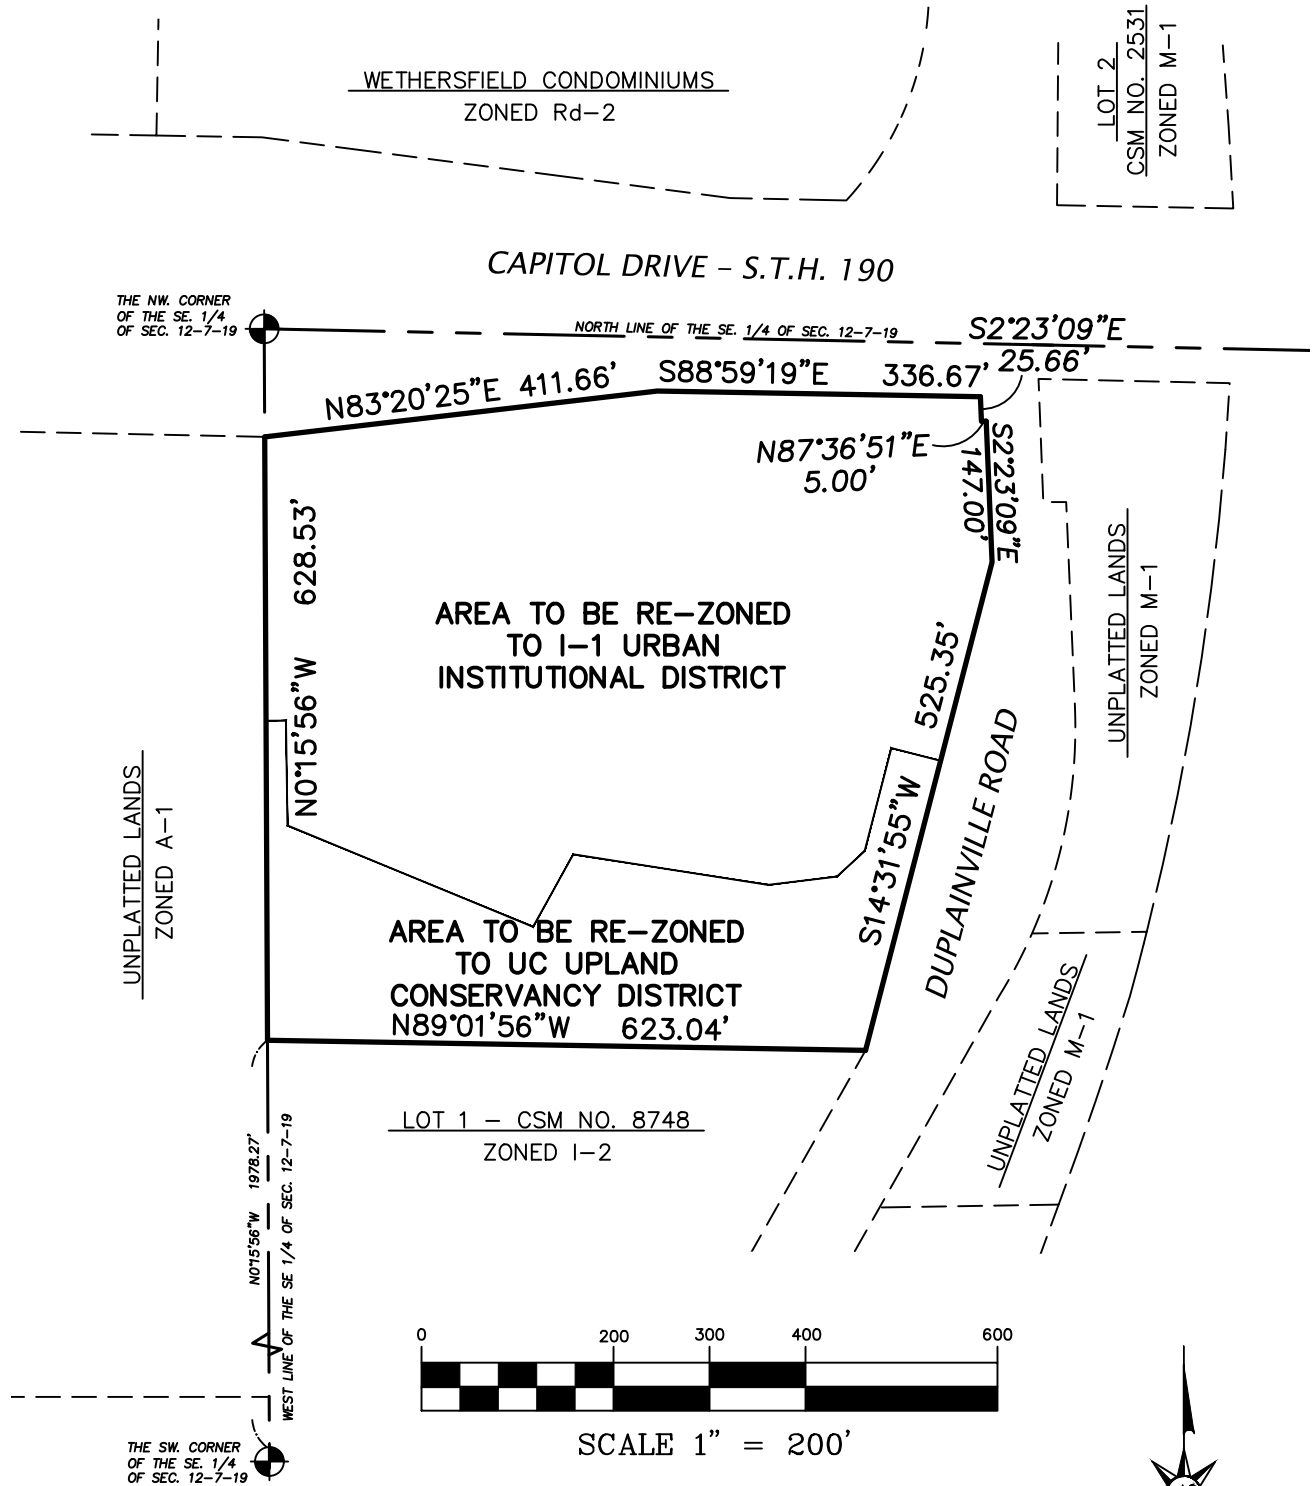 WETHERSFIELD CONDOMINIUMS
ZONED Rd-2
LOT 2
CSM NO. 2531
ZONED M-1
CAPITOL DRIVE - S.T.H. 190
THE NW. CORNER
OF THE SE. 1/4
OF SEC. 12-7-19
NORTH LINE OF THE SE. 1/4 OF SEC. 12-7-19
S2°23'09"E
25.66'
N83°20'25"E 411.66'
S88°59'19"E 336.67'
N87°36'51"E
5.00'
S2°23'09"E
147.00'
N0°15'56"W 628.53'
AREA TO BE RE-ZONED
TO I-1 URBAN
INSTITUTIONAL DISTRICT
S14°31'55"W 525.35'
DUPLAINVILLE ROAD
UNPLATTED LANDS
ZONED M-1
UNPLATTED LANDS
ZONED A-1
AREA TO BE RE-ZONED
TO UC UPLAND
CONSERVANCY DISTRICT
N89°01'56"W 623.04'
UNPLATTED LANDS
ZONED M-1
LOT 1 - CSM NO. 8748
ZONED I-2
N0°15'56"W 1978.27'
WEST LINE OF THE SE 1/4 OF SEC. 12-7-19
0 200 300 400 600
SCALE 1" = 200'
THE SW. CORNER
OF THE SE. 1/4
OF SEC. 12-7-19